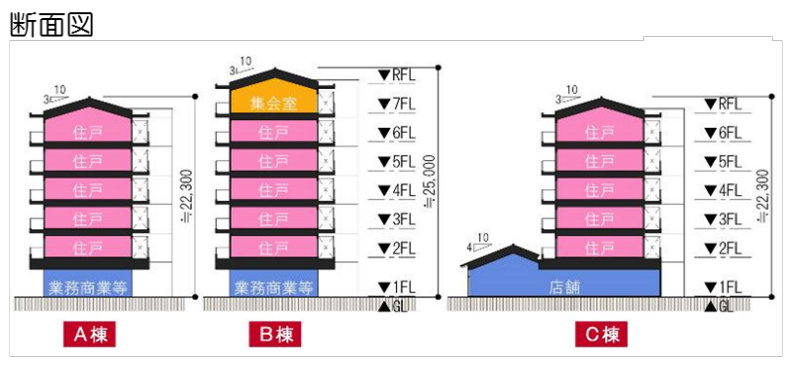 断面図
10
3
住戸
住戸
住戸
住戸
住戸
業務商業等
≒22,300
A棟
10
3
集会室
住戸
住戸
住戸
住戸
住戸
業務商業等
▼RFL
▼7FL
▼6FL
▼5FL
▼4FL
▼3FL
▼2FL
▼1FL
▲GL
≒25,000
B棟
10
3
住戸
住戸
住戸
住戸
住戸
10
4
店舗
▼RFL
▼6FL
▼5FL
▼4FL
▼3FL
▼2FL
▼1FL
▲GL
≒22,300
C棟